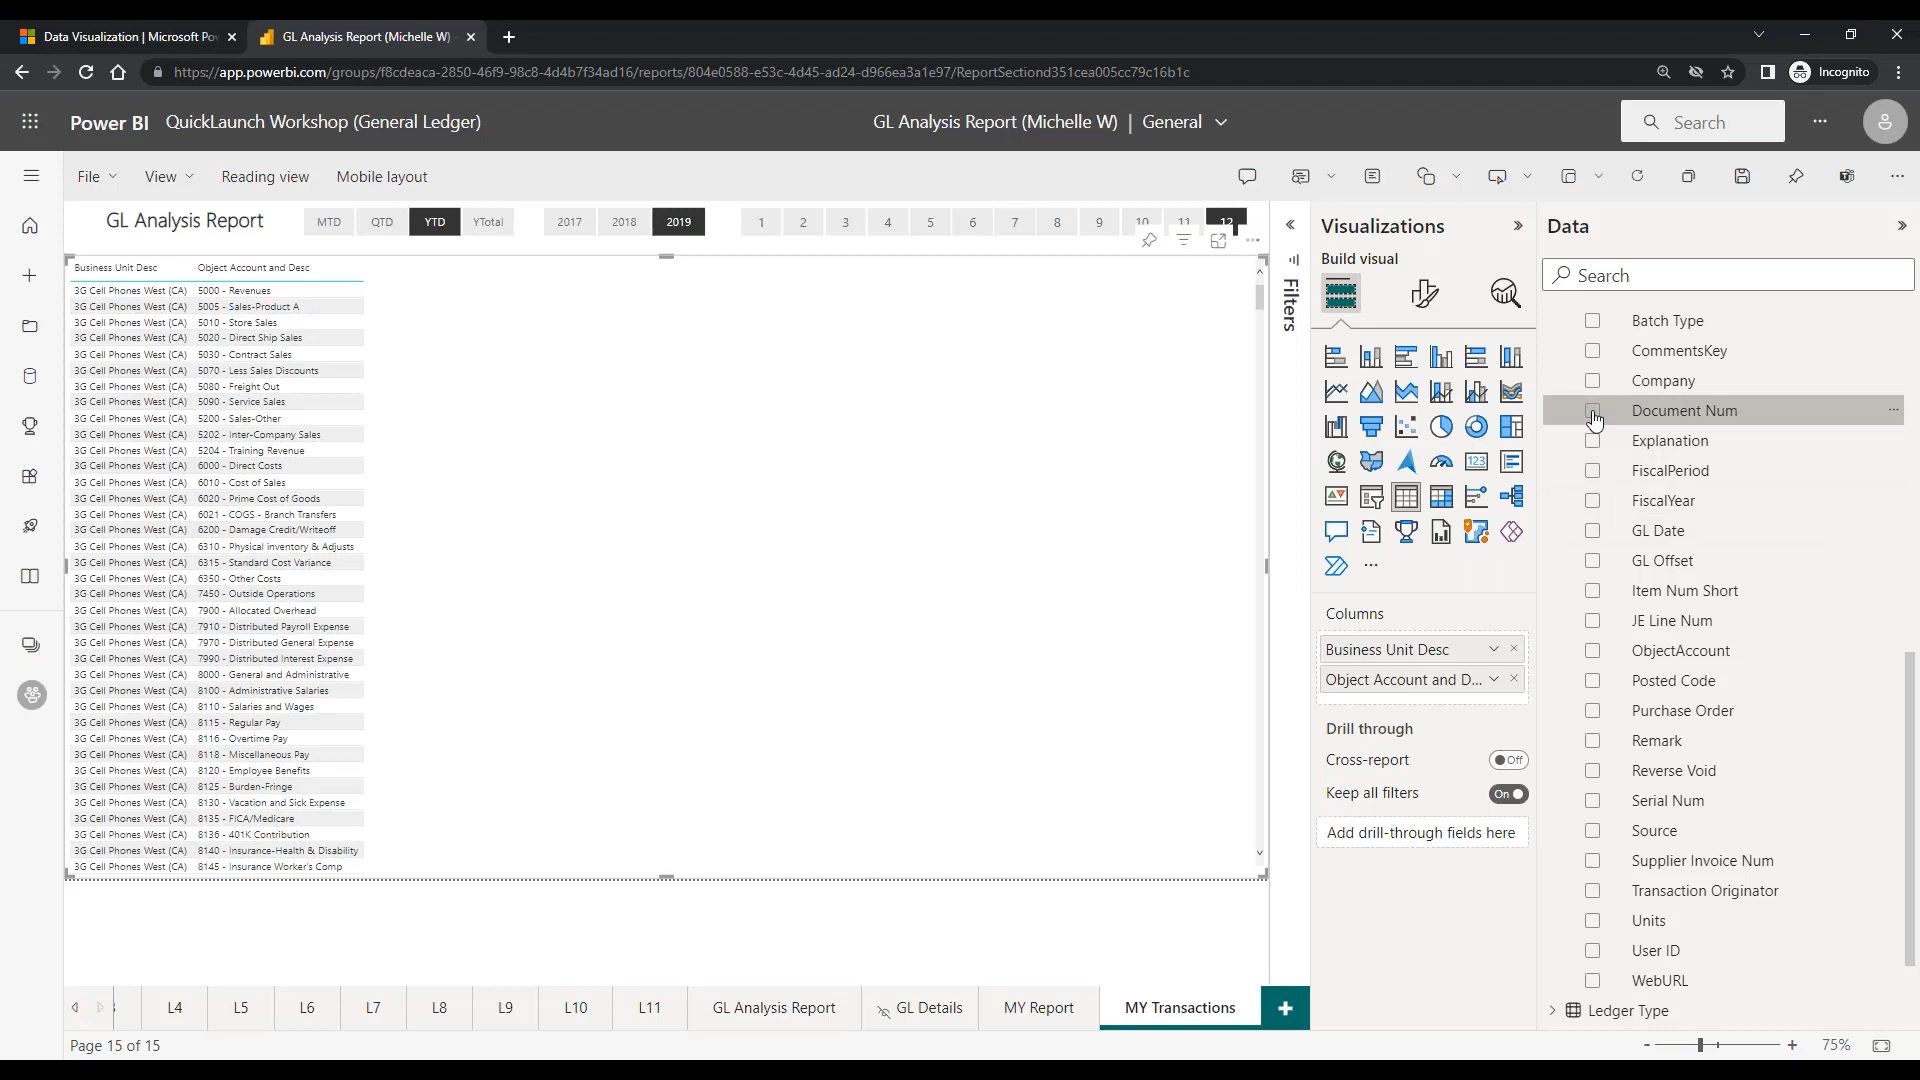 Data Visualization | Microsoft Po
GL Analysis Report (Michelle W)
https://app.powerbi.com/groups/f8cdeaca-2850-46f9-98c8-4d4b7f34ad16/reports/804e0588-e53c-4d45-ad24-d966ea3a1e97/ReportSectiond351cea005cc79c16b1c
Incognito
Power BI QuickLaunch Workshop (General Ledger)
GL Analysis Report (Michelle W) | General
Search
File View Reading view Mobile layout
GL Analysis Report
MTD QTD YTD YTotal
2017 2018 2019
1 2 3 4 5 6 7 8 9 10 11 12
Business Unit Desc Object Account and Desc
3G Cell Phones West (CA) 5000 - Revenues
3G Cell Phones West (CA) 5005 - Sales-Product A
3G Cell Phones West (CA) 5010 - Store Sales
3G Cell Phones West (CA) 5020 - Direct Ship Sales
3G Cell Phones West (CA) 5030 - Contract Sales
3G Cell Phones West (CA) 5070 - Less Sales Discounts
3G Cell Phones West (CA) 5080 - Freight Out
3G Cell Phones West (CA) 5090 - Service Sales
3G Cell Phones West (CA) 5200 - Sales-Other
3G Cell Phones West (CA) 5202 - Inter-Company Sales
3G Cell Phones West (CA) 5204 - Training Revenue
3G Cell Phones West (CA) 6000 - Direct Costs
3G Cell Phones West (CA) 6010 - Cost of Sales
3G Cell Phones West (CA) 6020 - Prime Cost of Goods
3G Cell Phones West (CA) 6021 - COGS - Branch Transfers
3G Cell Phones West (CA) 6200 - Damage Credit/Writeoff
3G Cell Phones West (CA) 6310 - Physical inventory & Adjusts
3G Cell Phones West (CA) 6315 - Standard Cost Variance
3G Cell Phones West (CA) 6350 - Other Costs
3G Cell Phones West (CA) 7450 - Outside Operations
3G Cell Phones West (CA) 7900 - Allocated Overhead
3G Cell Phones West (CA) 7910 - Distributed Payroll Expense
3G Cell Phones West (CA) 7970 - Distributed General Expense
3G Cell Phones West (CA) 7990 - Distributed Interest Expense
3G Cell Phones West (CA) 8000 - General and Administrative
3G Cell Phones West (CA) 8100 - Administrative Salaries
3G Cell Phones West (CA) 8110 - Salaries and Wages
3G Cell Phones West (CA) 8115 - Regular Pay
3G Cell Phones West (CA) 8116 - Overtime Pay
3G Cell Phones West (CA) 8118 - Miscellaneous Pay
3G Cell Phones West (CA) 8120 - Employee Benefits
3G Cell Phones West (CA) 8125 - Burden-Fringe
3G Cell Phones West (CA) 8130 - Vacation and Sick Expense
3G Cell Phones West (CA) 8135 - FICA/Medicare
3G Cell Phones West (CA) 8136 - 401K Contribution
3G Cell Phones West (CA) 8140 - Insurance-Health & Disability
3G Cell Phones West (CA) 8145 - Insurance Worker's Comp
Filters
Visualizations
Build visual
123
Columns
Business Unit Desc
Object Account and D...
Drill through
Cross-report Off
Keep all filters On
Add drill-through fields here
Data
Search
Batch Type
CommentsKey
Company
Document Num
Explanation
FiscalPeriod
FiscalYear
GL Date
GL Offset
Item Num Short
JE Line Num
ObjectAccount
Posted Code
Purchase Order
Remark
Reverse Void
Serial Num
Source
Supplier Invoice Num
Transaction Originator
Units
User ID
WebURL
Ledger Type
L4 L5 L6 L7 L8 L9 L10 L11 GL Analysis Report GL Details MY Report MY Transactions
Page 15 of 15
75%